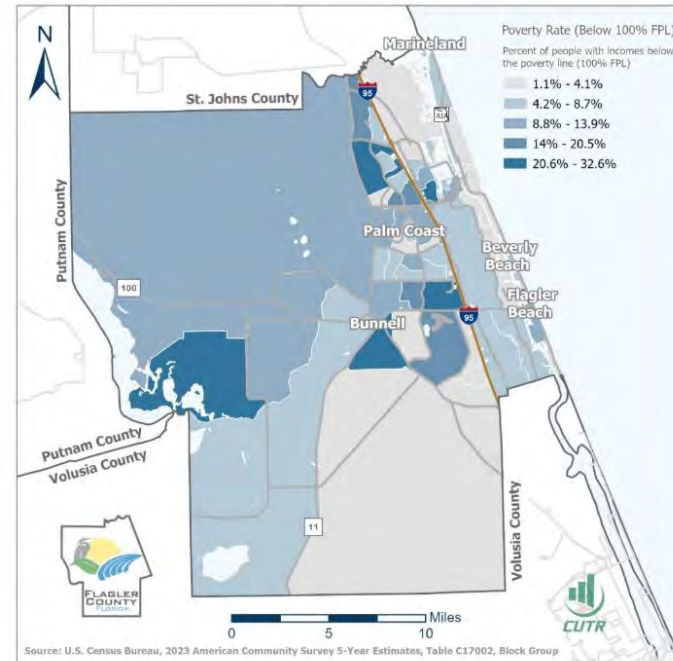 N
Marineland
Poverty Rate (Below 100% FPL)
Percent of people with incomes below
the poverty line (100% FPL)
1.1% - 4.1%
4.2% - 8.7%
8.8% - 13.9%
14% - 20.5%
20.6% - 32.6%
95
A1A
St. Johns County
Putnam County
Palm Coast
Beverly
Beach
100
Flagler
Beach
Bunnell
95
Putnam County
Volusia County
11
Volusia County
FLAGLER
COUNTY
FLORIDA
CUTR
Miles
0 5 10
Source: U.S. Census Bureau, 2023 American Community Survey 5-Year Estimates, Table C17002, Block Group